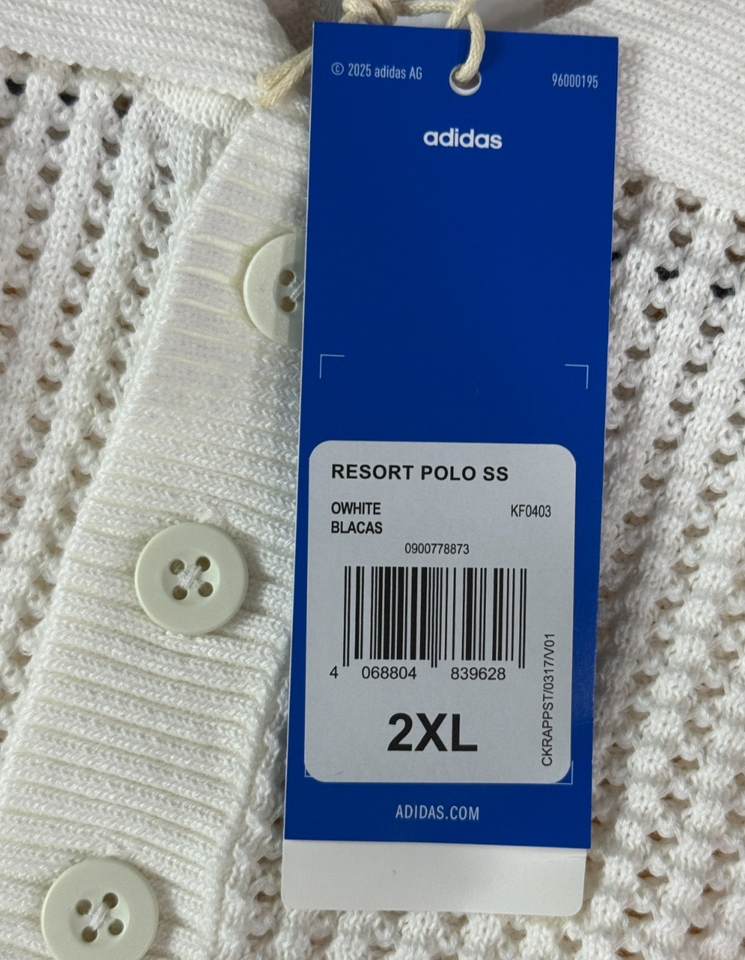 © 2025 adidas AG 96000195
adidas
RESORT POLO SS
OWHITE KF0403
BLACAS
0900778873
4 068804 839628
CKRAPPST/0317/V01
2XL
ADIDAS.COM